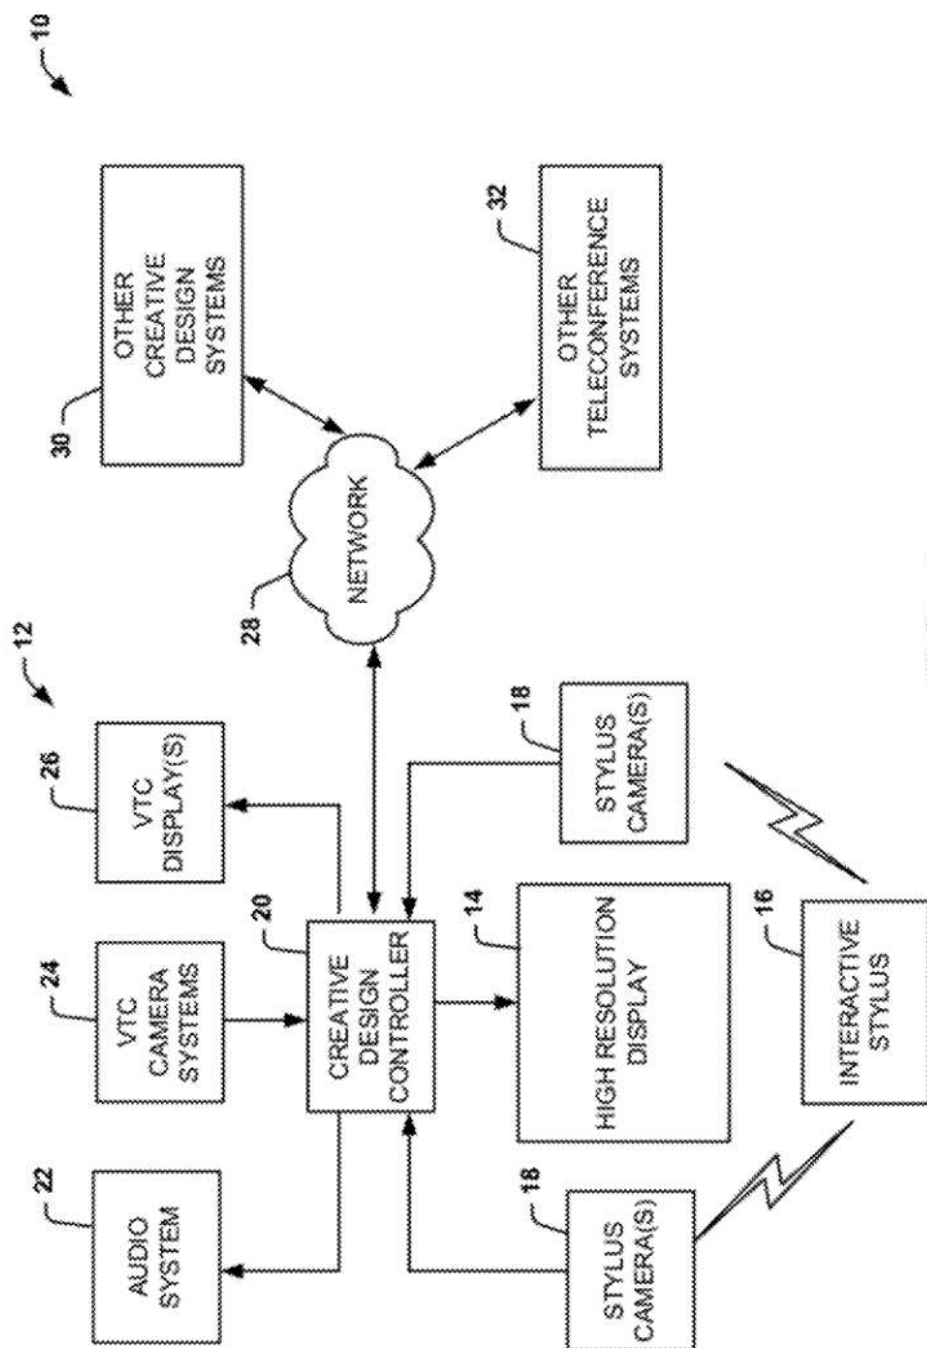 10
12
22
AUDIO
SYSTEM
24
VTC
CAMERA
SYSTEMS
26
VTC
DISPLAY(S)
30
OTHER
CREATIVE
DESIGN
SYSTEMS
20
CREATIVE
DESIGN
CONTROLLER
28
NETWORK
18
STYLUS
CAMERA(S)
14
HIGH RESOLUTION
DISPLAY
18
STYLUS
CAMERA(S)
32
OTHER
TELECONFERENCE
SYSTEMS
16
INTERACTIVE
STYLUS